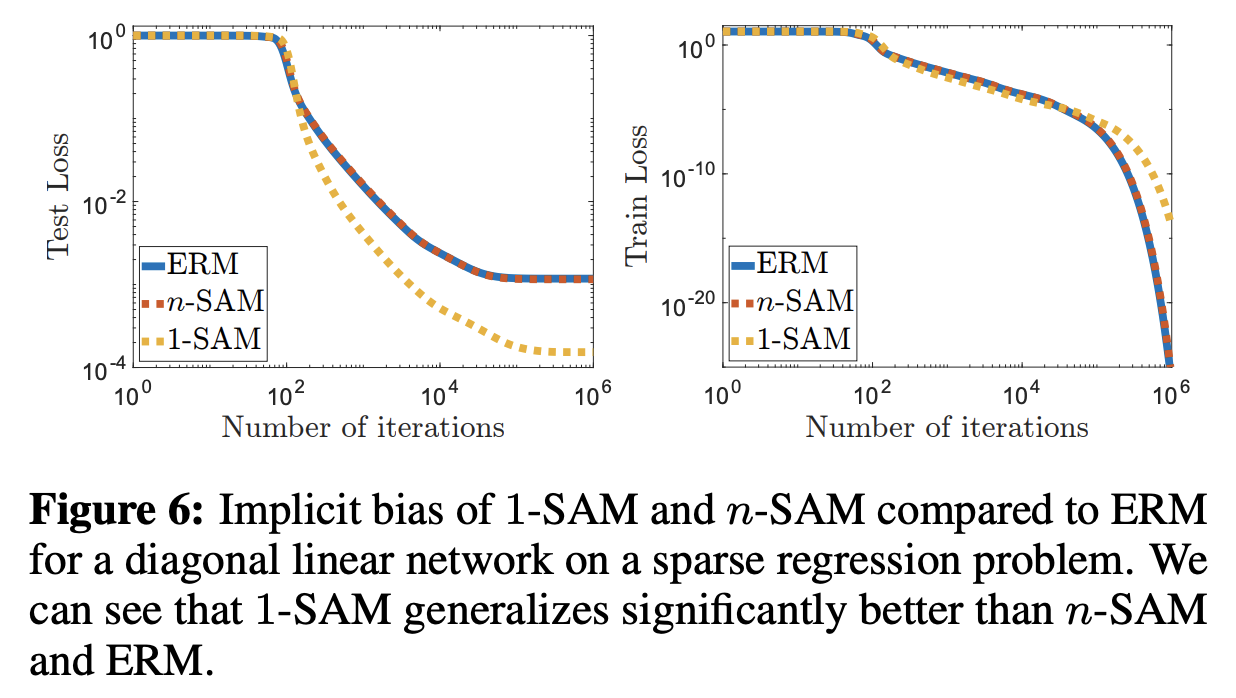 10^0
10^-2
10^-4
Test Loss
ERM
n-SAM
1-SAM
10^0 10^2 10^4 10^6
Number of iterations
10^0
10^-10
10^-20
Train Loss
ERM
n-SAM
1-SAM
10^0 10^2 10^4 10^6
Number of iterations
Figure 6: Implicit bias of 1-SAM and n-SAM compared to ERM
for a diagonal linear network on a sparse regression problem. We
can see that 1-SAM generalizes significantly better than n-SAM
and ERM.